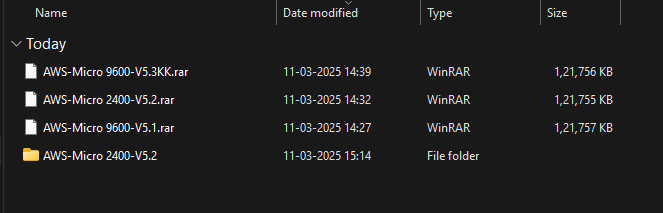 Name Date modified Type Size
Today
AWS-Micro 9600-V5.3KK.rar 11-03-2025 14:39 WinRAR 1,21,756 KB
AWS-Micro 2400-V5.2.rar 11-03-2025 14:32 WinRAR 1,21,755 KB
AWS-Micro 9600-V5.1.rar 11-03-2025 14:27 WinRAR 1,21,757 KB
AWS-Micro 2400-V5.2 11-03-2025 15:14 File folder